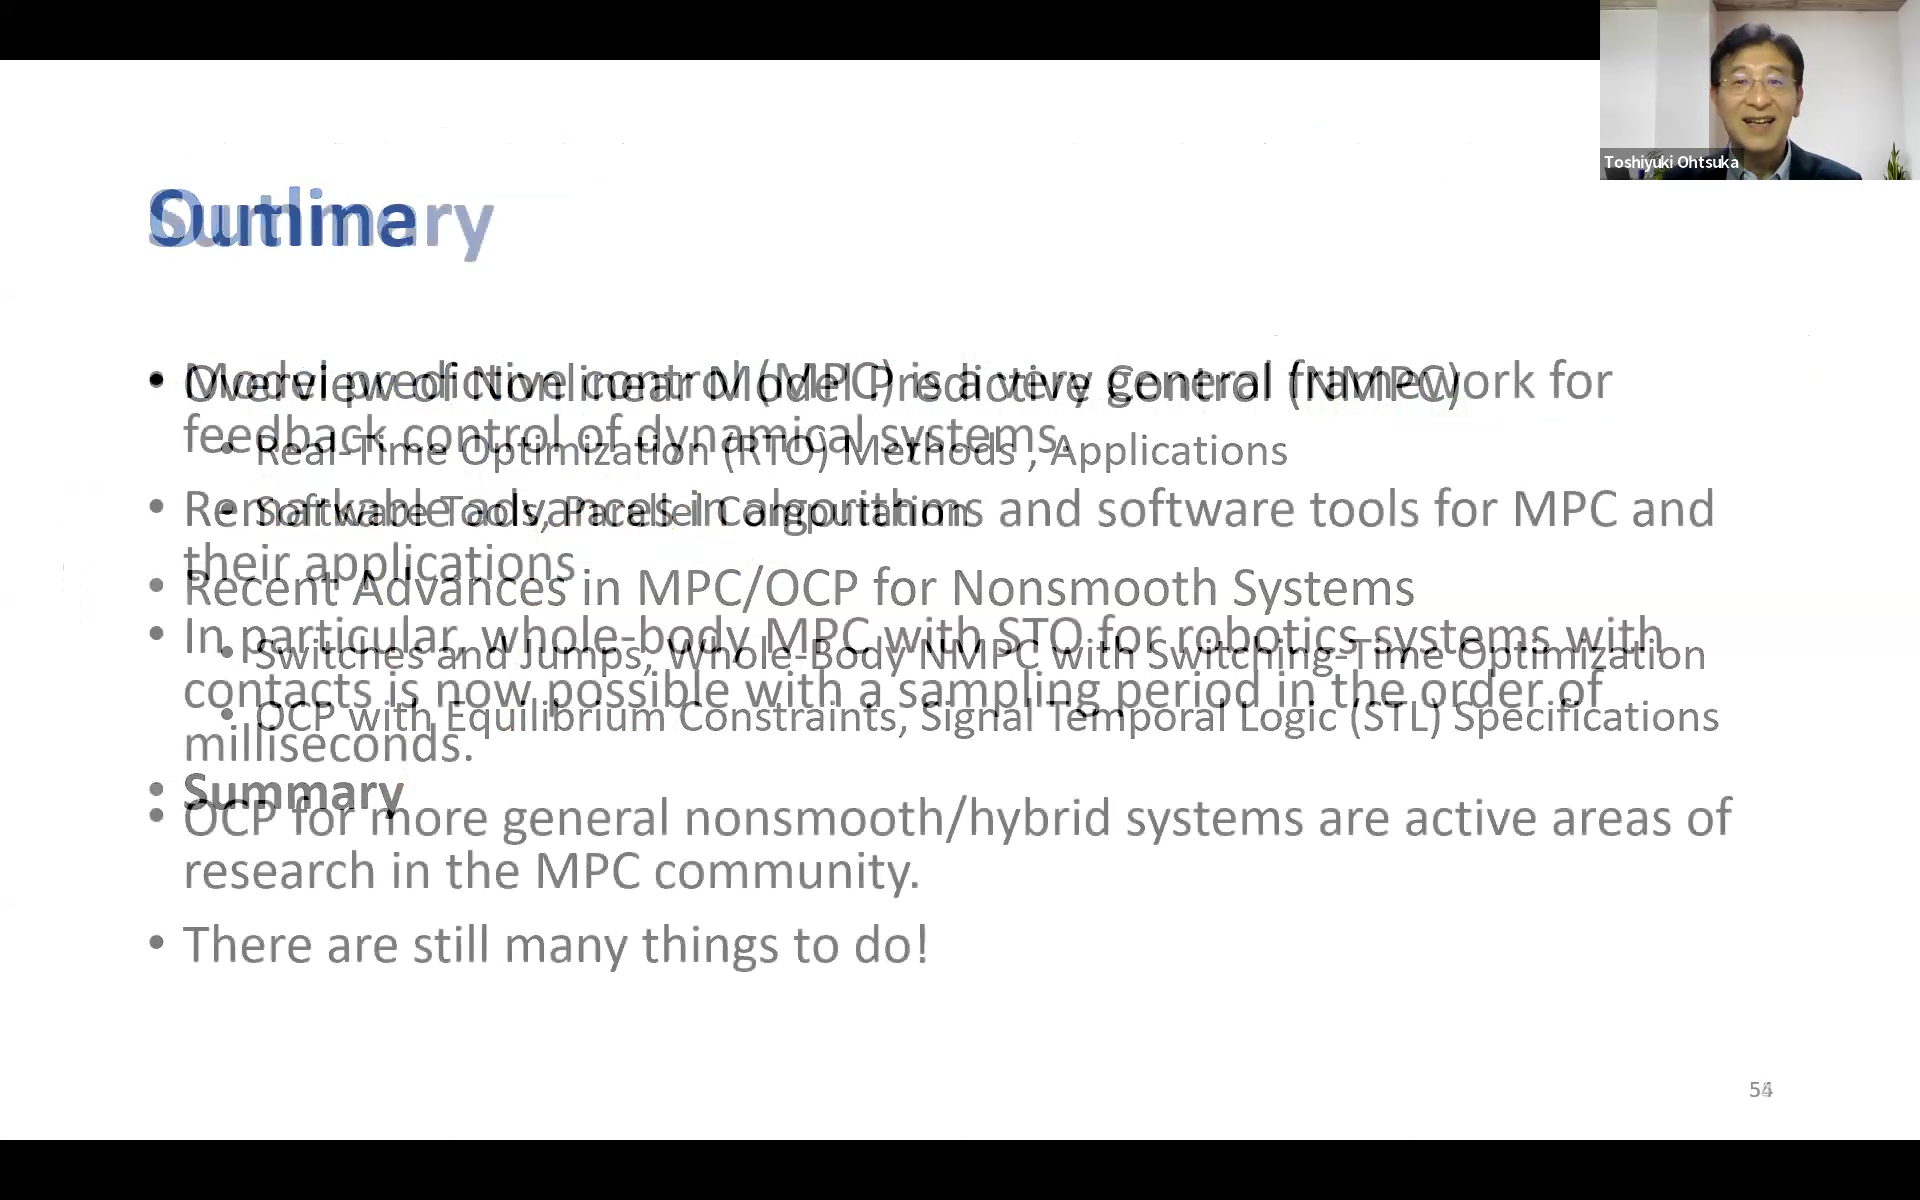 Toshiyuki Ohtsuka
Outline
Summary
• Overview of Nonlinear Model Predictive Control (NMPC)
• Real-Time Optimization (RTO) Methods , Applications
• Software Tools, Parallel Computation
• Recent Advances in MPC/OCP for Nonsmooth Systems
• Switches and Jumps, Whole-Body NMPC with Switching-Time Optimization
• OCP with Equilibrium Constraints, Signal Temporal Logic (STL) Specifications
• Summary
• Model predictive control (MPC) is a very general framework for
feedback control of dynamical systems.
• Remarkable advances in algorithms and software tools for MPC and
their applications
• In particular, whole-body MPC with STO for robotics systems with
contacts is now possible with a sampling period in the order of
milliseconds.
• OCP for more general nonsmooth/hybrid systems are active areas of
research in the MPC community.
• There are still many things to do!